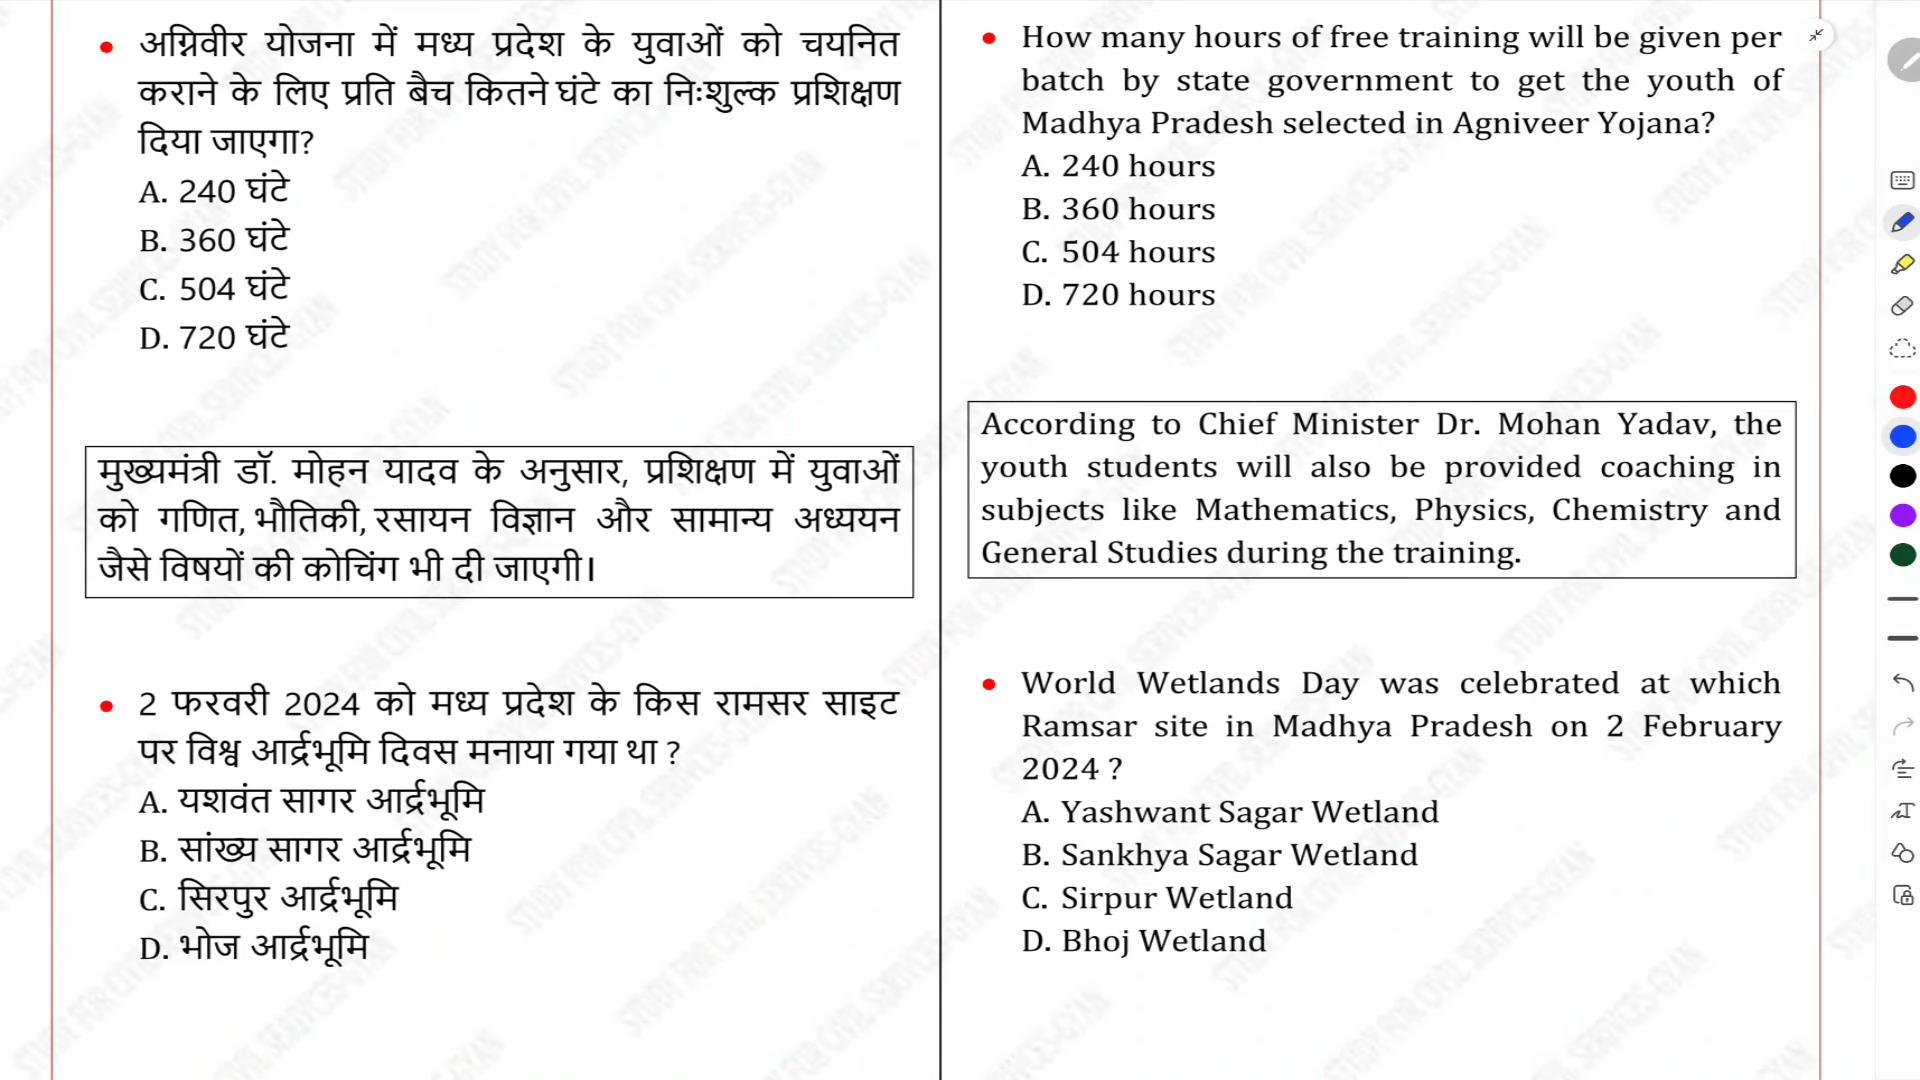 अग्निवीर योजना में मध्य प्रदेश के युवाओं को चयनित
कराने के लिए प्रति बैच कितने घंटे का निःशुल्क प्रशिक्षण
दिया जाएगा?
A. 240 घंटे
B. 360 घंटे
C. 504 घंटे
D. 720 घंटे
मुख्यमंत्री डॉ. मोहन यादव के अनुसार, प्रशिक्षण में युवाओं
को गणित, भौतिकी, रसायन विज्ञान और सामान्य अध्ययन
जैसे विषयों की कोचिंग भी दी जाएगी।
2 फरवरी 2024 को मध्य प्रदेश के किस रामसर साइट
पर विश्व आर्द्रभूमि दिवस मनाया गया था ?
A. यशवंत सागर आर्द्रभूमि
B. सांख्य सागर आर्द्रभूमि
C. सिरपुर आर्द्रभूमि
D. भोज आर्द्रभूमि
How many hours of free training will be given per
batch by state government to get the youth of
Madhya Pradesh selected in Agniveer Yojana?
A. 240 hours
B. 360 hours
C. 504 hours
D. 720 hours
According to Chief Minister Dr. Mohan Yadav, the
youth students will also be provided coaching in
subjects like Mathematics, Physics, Chemistry and
General Studies during the training.
World Wetlands Day was celebrated at which
Ramsar site in Madhya Pradesh on 2 February
2024 ?
A. Yashwant Sagar Wetland
B. Sankhya Sagar Wetland
C. Sirpur Wetland
D. Bhoj Wetland
STUDY FOR CIVIL SERVICES-GYAN